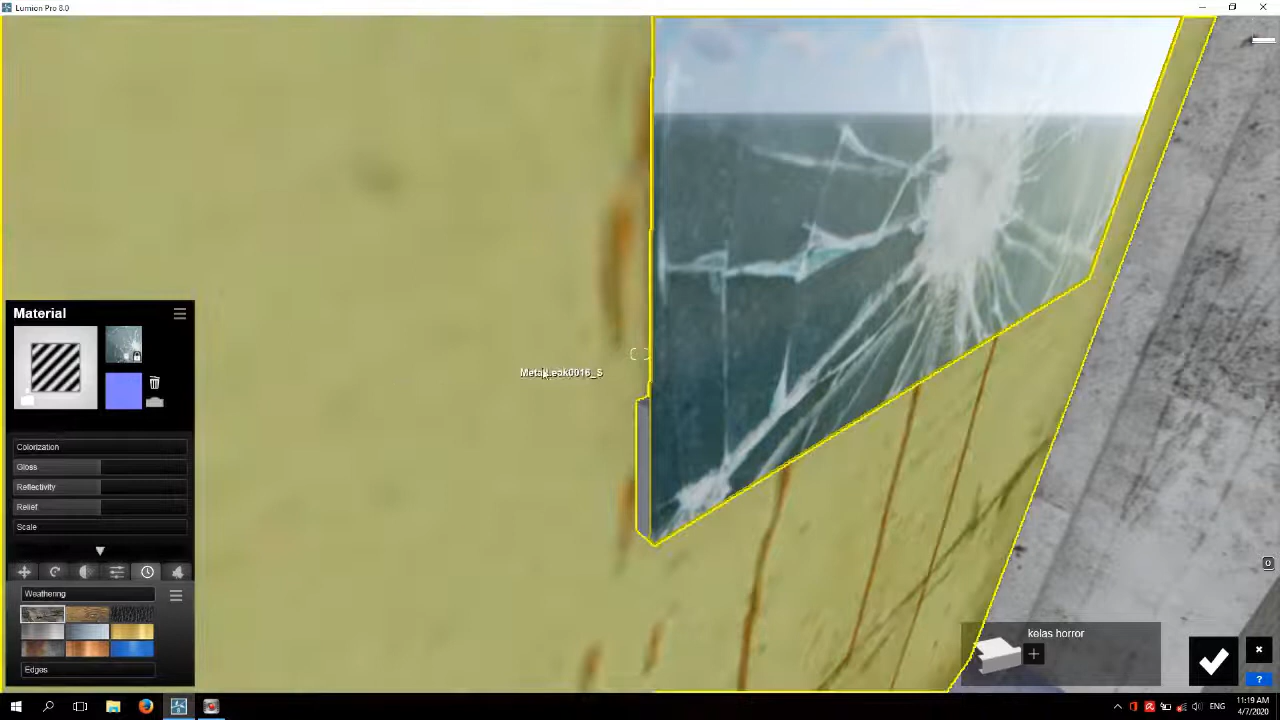 Lumion Pro 8.0
Material
MetalLeak0016_S
Colorization
Gloss
Reflectivity
Relief
Scale
Weathering
Edges
kelas horror
?
ENG
11:19 AM
4/7/2020